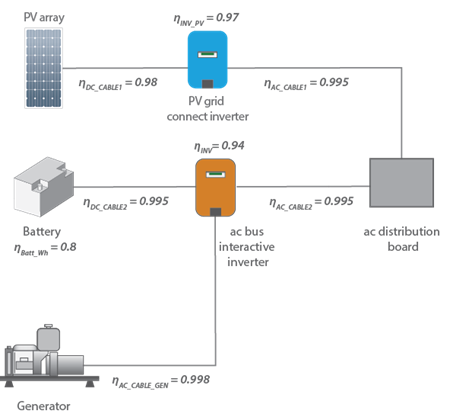 PV array
ηINV_PV = 0.97
ηDC_CABLE1 = 0.98
ηAC_CABLE1 = 0.995
PV grid
connect inverter
ηINV= 0.94
ηDC_CABLE2 = 0.995
ηAC_CABLE2 = 0.995
Battery
ηBatt_Wh = 0.8
ac bus
interactive
inverter
ac distribution
board
ηAC_CABLE_GEN = 0.998
Generator